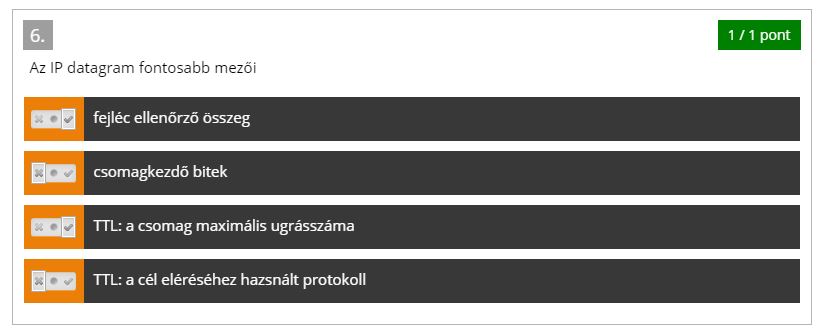 6.
1 / 1 pont
Az IP datagram fontosabb mezői
fejléc ellenőrző összeg
csomagkezdő bitek
TTL: a csomag maximális ugrásszáma
TTL: a cél eléréséhez hazsnált protokoll